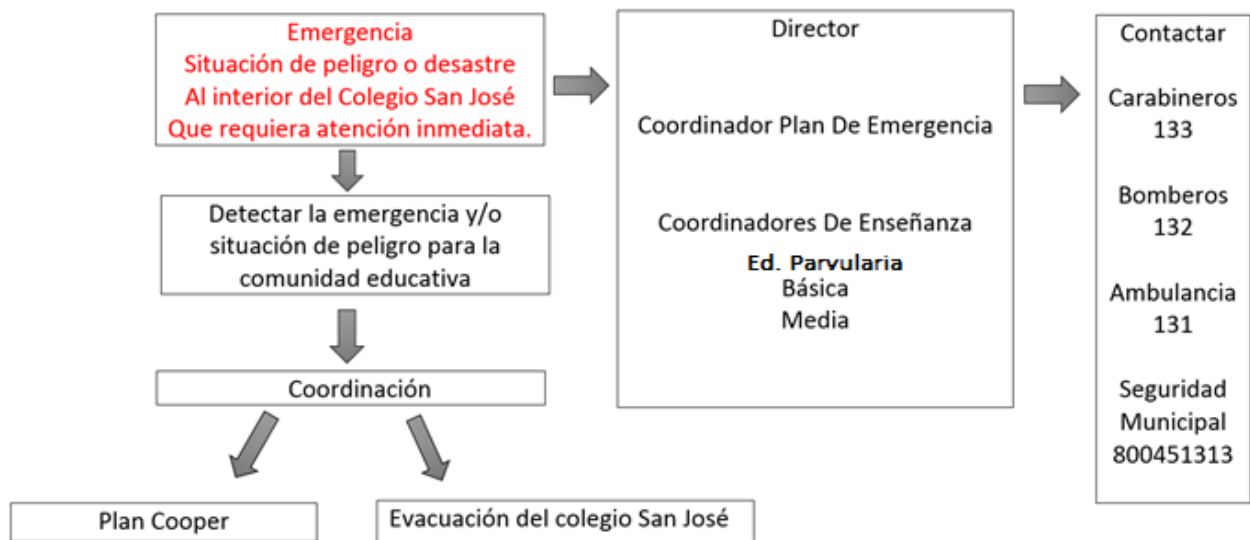 Emergencia
Situación de peligro o desastre
Al interior del Colegio San José
Que requiera atención inmediata.
Detectar la emergencia y/o
situación de peligro para la
comunidad educativa
Coordinación
Plan Cooper
Evacuación del colegio San José
Director
Coordinador Plan De Emergencia
Coordinadores De Enseñanza
Ed. Parvularia
Básica
Media
Contactar
Carabineros
133
Bomberos
132
Ambulancia
131
Seguridad
Municipal
800451313